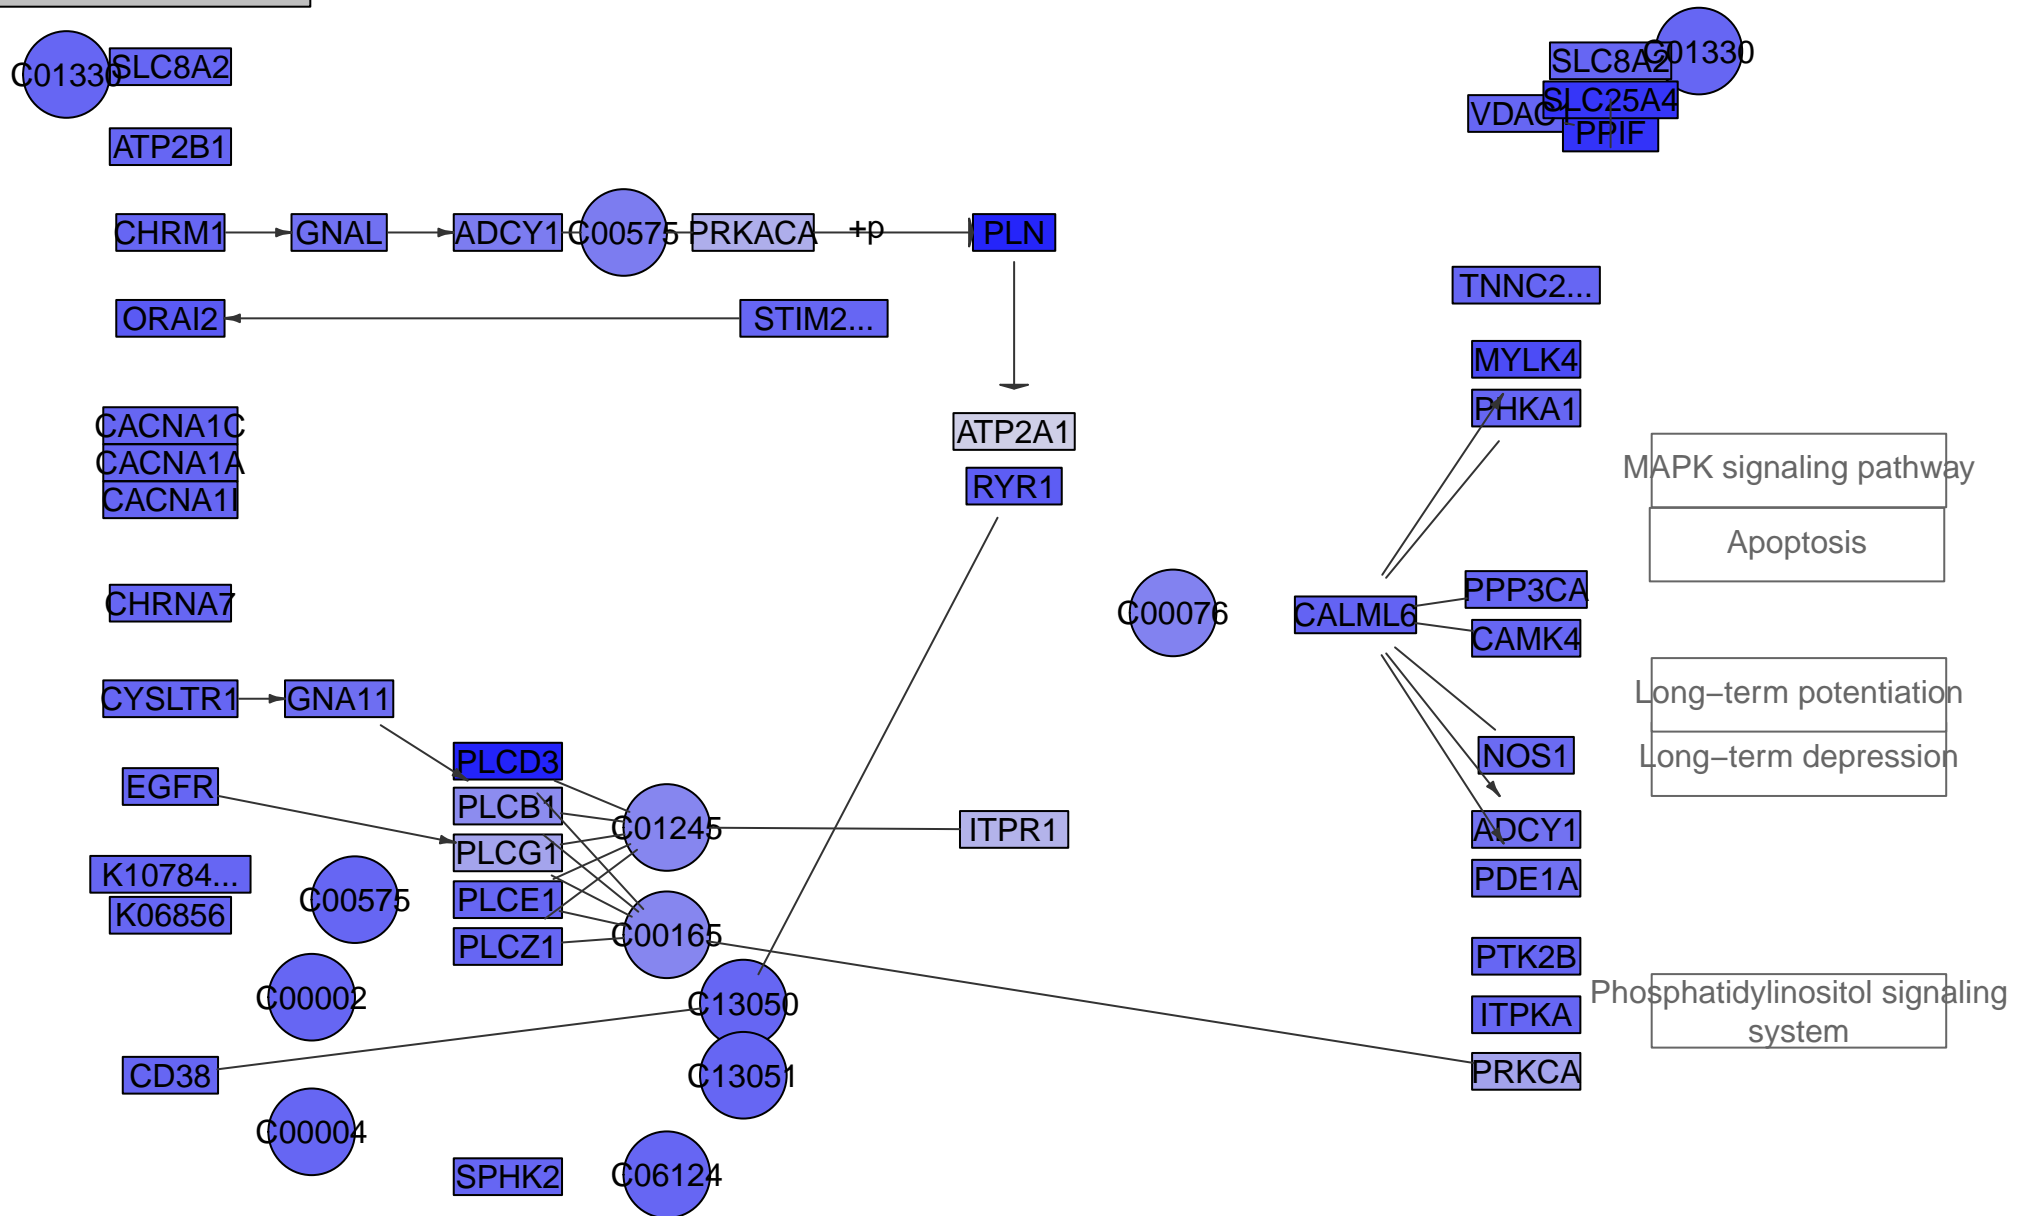 C01330
SLC8A2
SLC8A2
C01330
SLC25A4
VDAC1
PPIF
ATP2B1
CHRM1
GNAL
ADCY1
C00575
PRKACA
+p
PLN
TNNC2...
ORAI2
STIM2...
MYLK4
PHKA1
CACNA1C
CACNA1A
CACNA1I
ATP2A1
RYR1
MAPK signaling pathway
Apoptosis
CHRNA7
C00076
CALML6
PPP3CA
CAMK4
CYSLTR1
GNA11
Long−term potentiation
Long−term depression
NOS1
PLCD3
EGFR
PLCB1
C01245
ITPR1
ADCY1
PLCG1
K10784...
K06856
C00575
PLCE1
PDE1A
PLCZ1
C00165
PTK2B
C00002
C13050
ITPKA
Phosphatidylinositol signaling
system
CD38
C13051
PRKCA
C00004
SPHK2
C06124